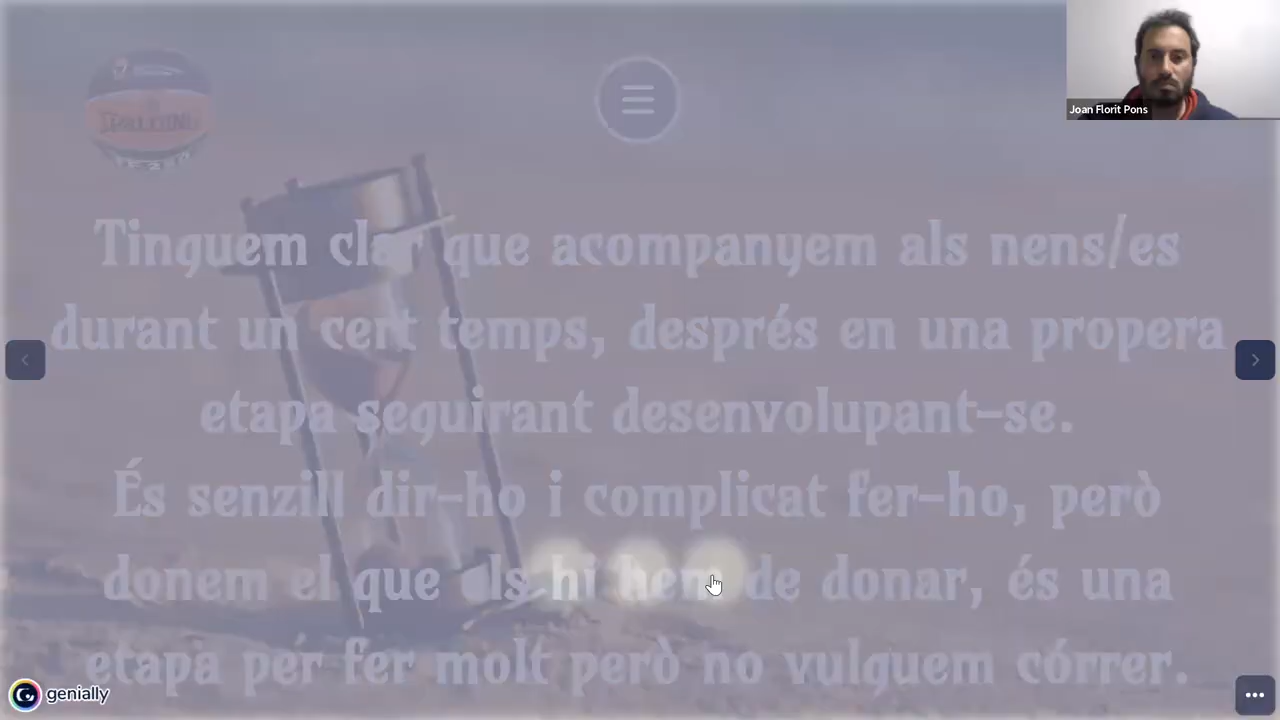 SPALDING
Joan Florit Pons
Tinguem clar que acompanyem als nens/es
durant un cert temps, després en una propera
etapa seguirant desenvolupant-se.
És senzill dir-ho i complicat fer-ho, però
donem el que els hi hem de donar, és una
etapa per fer molt però no vulguem córrer.
genially